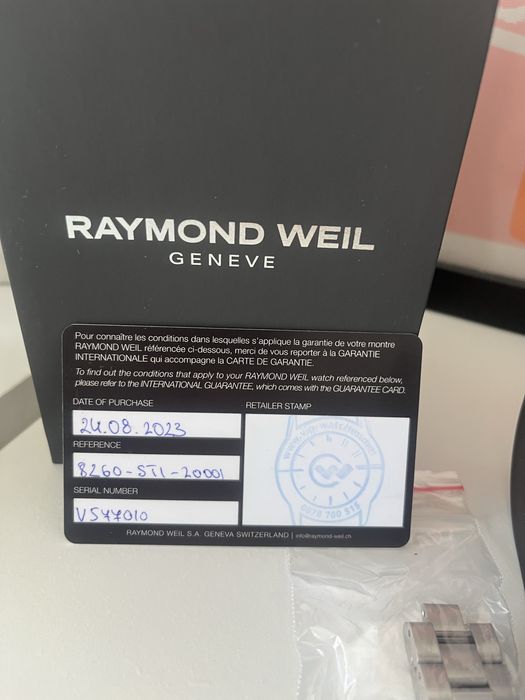 RAYMOND WEIL
GENEVE
Pour connaître les conditions dans lesquelles s'applique la garantie de votre montre
RAYMOND WEIL référencée ci-dessous, merci de vous reporter à la GARANTIE
INTERNATIONALE qui accompagne la CARTE DE GARANTIE.
To find out the conditions that apply to your RAYMOND WEIL watch referenced below,
please refer to the INTERNATIONAL GUARANTEE, which comes with the GUARANTEE CARD.
DATE OF PURCHASE
24.08.2023
REFERENCE
8260-ST1-20001
SERIAL NUMBER
V577010
RETAILER STAMP
0878 700 515
RAYMOND WEIL S.A GENEVA SWITZERLAND | info@raymond-weil.ch